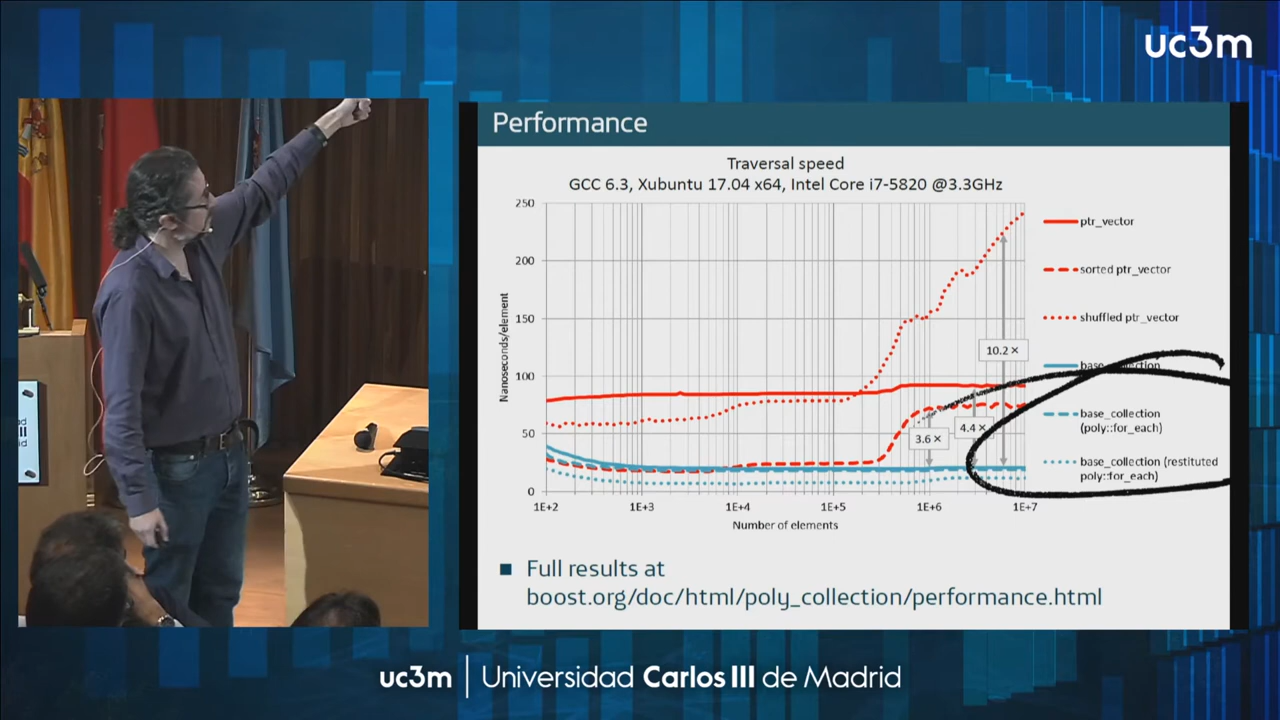 uc3m
Performance
Traversal speed
GCC 6.3, Xubuntu 17.04 x64, Intel Core i7-5820 @3.3GHz
Nanoseconds/element
250
200
150
100
50
0
1E+2
1E+3
1E+4
1E+5
1E+6
1E+7
Number of elements
10.2 ×
4.4 ×
3.6 ×
ptr_vector
sorted ptr_vector
shuffled ptr_vector
base_collection
base_collection
(poly::for_each)
base_collection (restituted
poly::for_each)
Full results at
boost.org/doc/html/poly_collection/performance.html
uc3m | Universidad Carlos III de Madrid